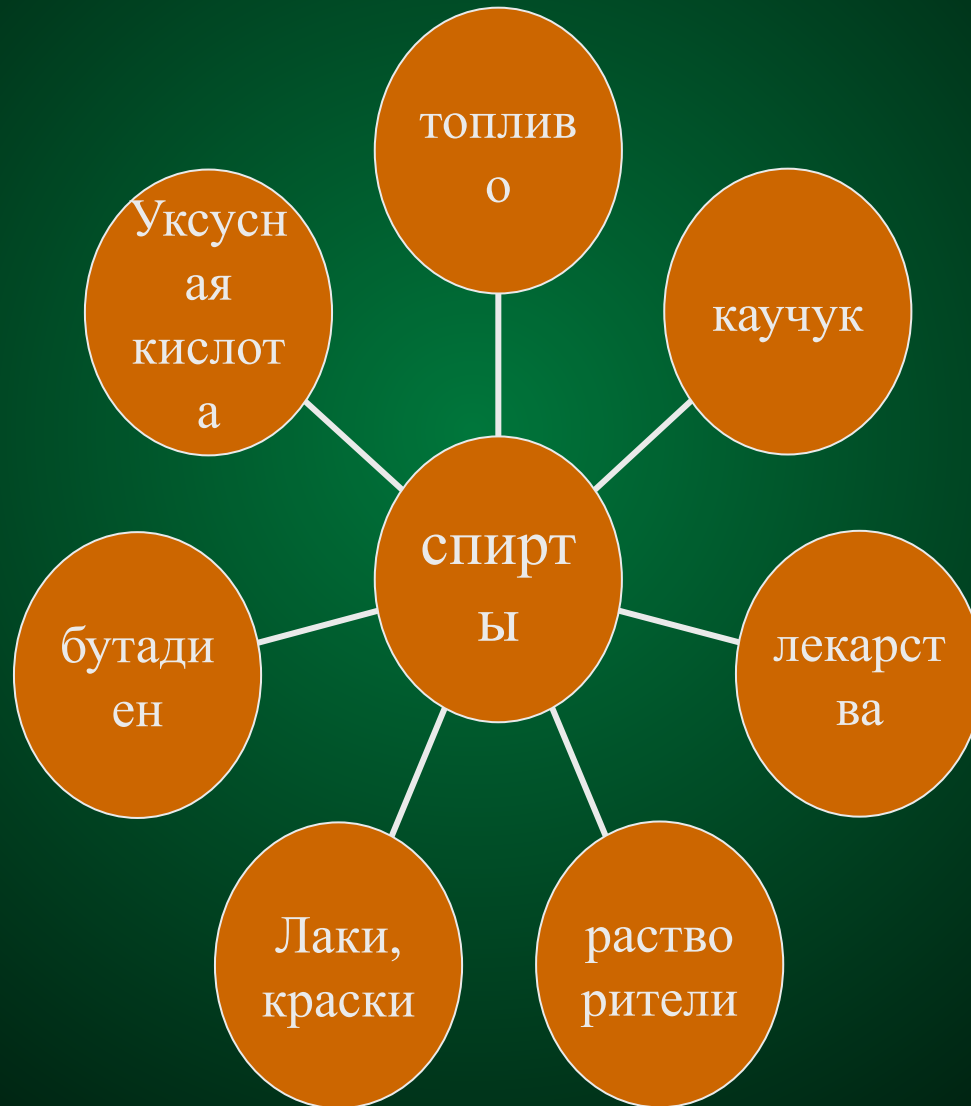 топлив
о
Уксусн
ая
кислот
а
каучук
спирт
ы
бутади
ен
лекарст
ва
Лаки,
краски
раство
рители